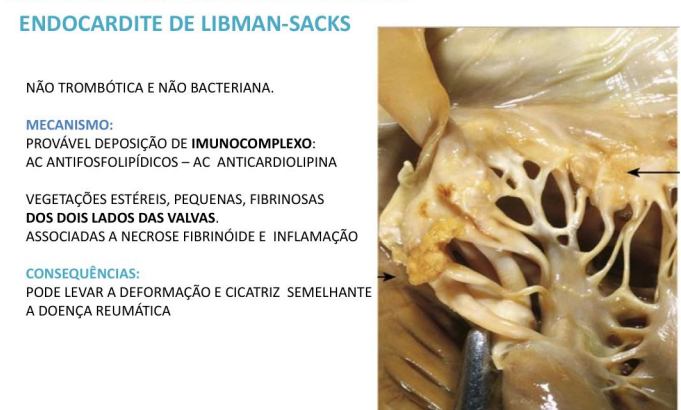 ENDOCARDITE DE LIBMAN-SACKS
NÃO TROMBÓTICA E NÃO BACTERIANA.
MECANISMO:
PROVÁVEL DEPOSIÇÃO DE IMUNOCOMPLEXO:
AC ANTIFOSFOLIPÍDICOS – AC ANTICARDIOLIPINA
VEGETAÇÕES ESTÉREIS, PEQUENAS, FIBRINOSAS
DOS DOIS LADOS DAS VALVAS.
ASSOCIADAS A NECROSE FIBRINÓIDE E INFLAMAÇÃO
CONSEQUÊNCIAS:
PODE LEVAR A DEFORMAÇÃO E CICATRIZ SEMELHANTE
A DOENÇA REUMÁTICA